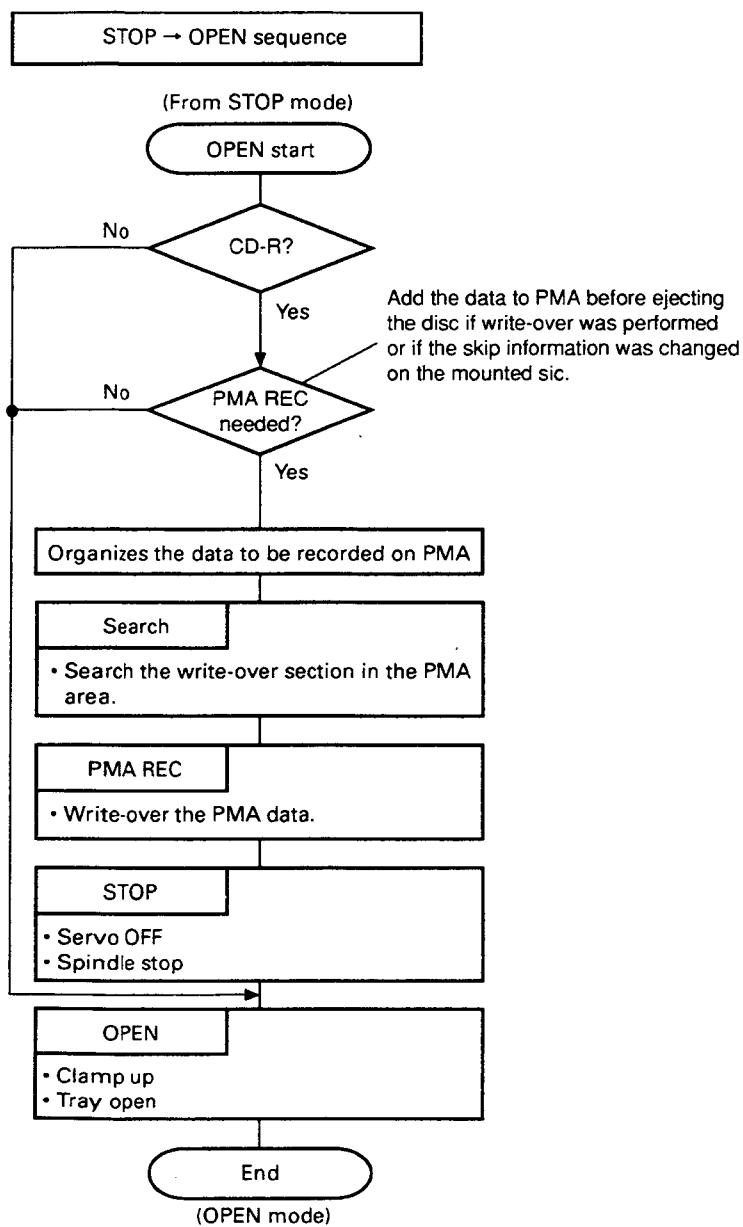 STOP → OPEN sequence
(From STOP mode)
OPEN start
No
CD-R?
Yes
Add the data to PMA before ejecting
the disc if write-over was performed
or if the skip information was changed
on the mounted sic.
No
PMA REC
needed?
Yes
Organizes the data to be recorded on PMA
Search
• Search the write-over section in the PMA
area.
PMA REC
• Write-over the PMA data.
STOP
• Servo OFF
• Spindle stop
OPEN
• Clamp up
• Tray open
End
(OPEN mode)